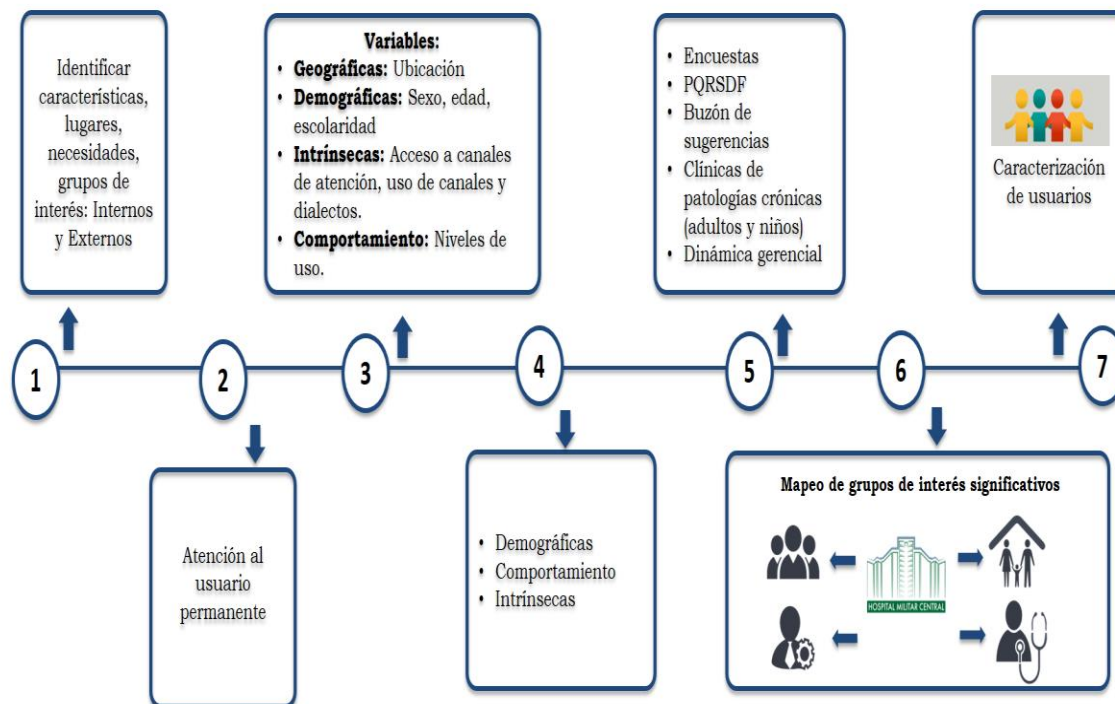 Identificar
características,
lugares,
necesidades,
grupos de
interés: Internos
y Externos
Variables:
• Geográficas: Ubicación
• Demográficas: Sexo, edad,
escolaridad
• Intrínsecas: Acceso a canales
de atención, uso de canales y
dialectos.
• Comportamiento: Niveles de
uso.
• Encuestas
• PQRSDF
• Buzón de
sugerencias
• Clínicas de
patologías crónicas
(adultos y niños)
• Dinámica gerencial
Caracterización
de usuarios
1
2
3
4
5
6
7
Atención al
usuario
permanente
• Demográficas
• Comportamiento
• Intrínsecas
Mapeo de grupos de interés significativos
HOSPITAL MILITAR CENTRAL